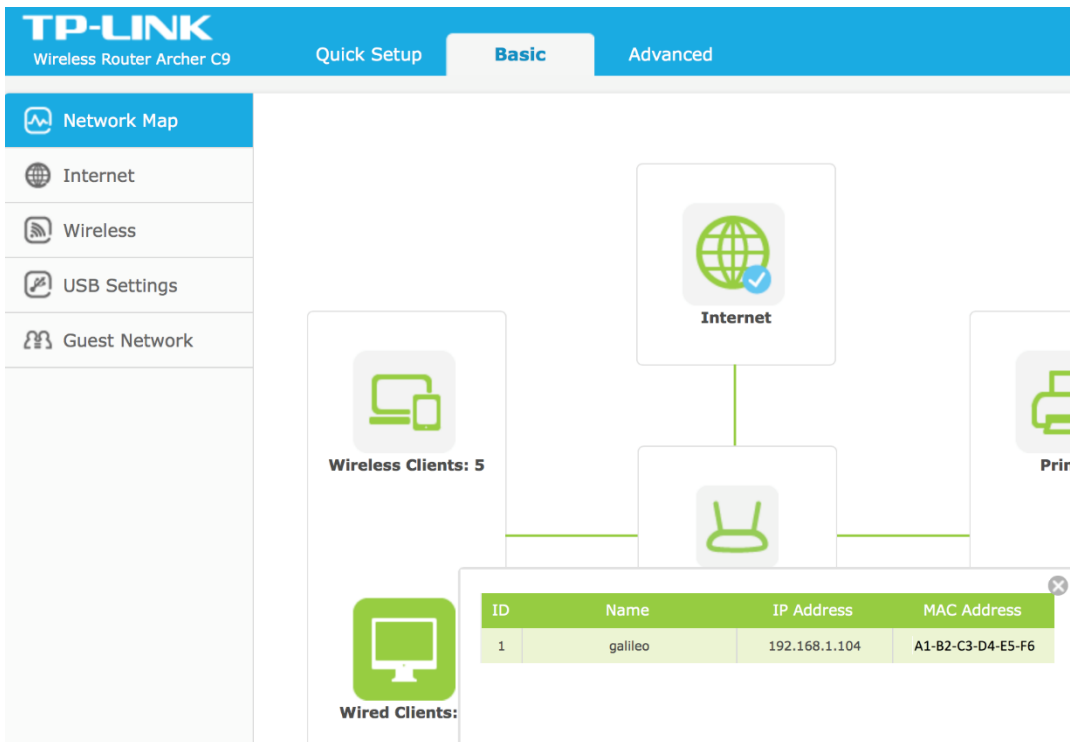 TP-LINK
Wireless Router Archer C9
Quick Setup
Basic
Advanced
Network Map
Internet
Wireless
USB Settings
Guest Network
Internet
Wireless Clients: 5
Prin
ID Name IP Address MAC Address
1 galileo 192.168.1.104 A1-B2-C3-D4-E5-F6
Wired Clients: